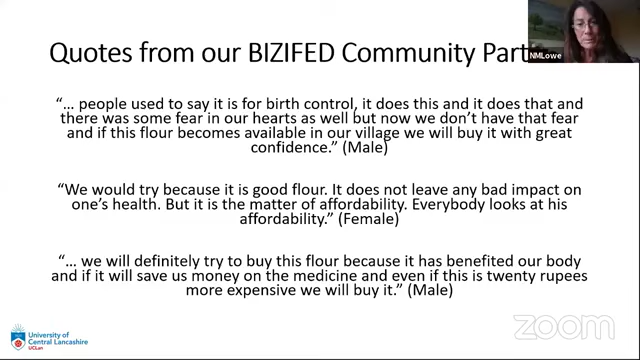 Quotes from our BIZIFED Community Part
NMLowe
“… people used to say it is for birth control, it does this and it does that and
there was some fear in our hearts as well but now we don’t have that fear
and if this flour becomes available in our village we will buy it with great
confidence.” (Male)
“We would try because it is good flour. It does not leave any bad impact on
one’s health. But it is the matter of affordability. Everybody looks at his
affordability.” (Female)
“… we will definitely try to buy this flour because it has benefited our body
and if it will save us money on the medicine and even if this is twenty rupees
more expensive we will buy it.” (Male)
University of
Central Lancashire
UCLan
zoom